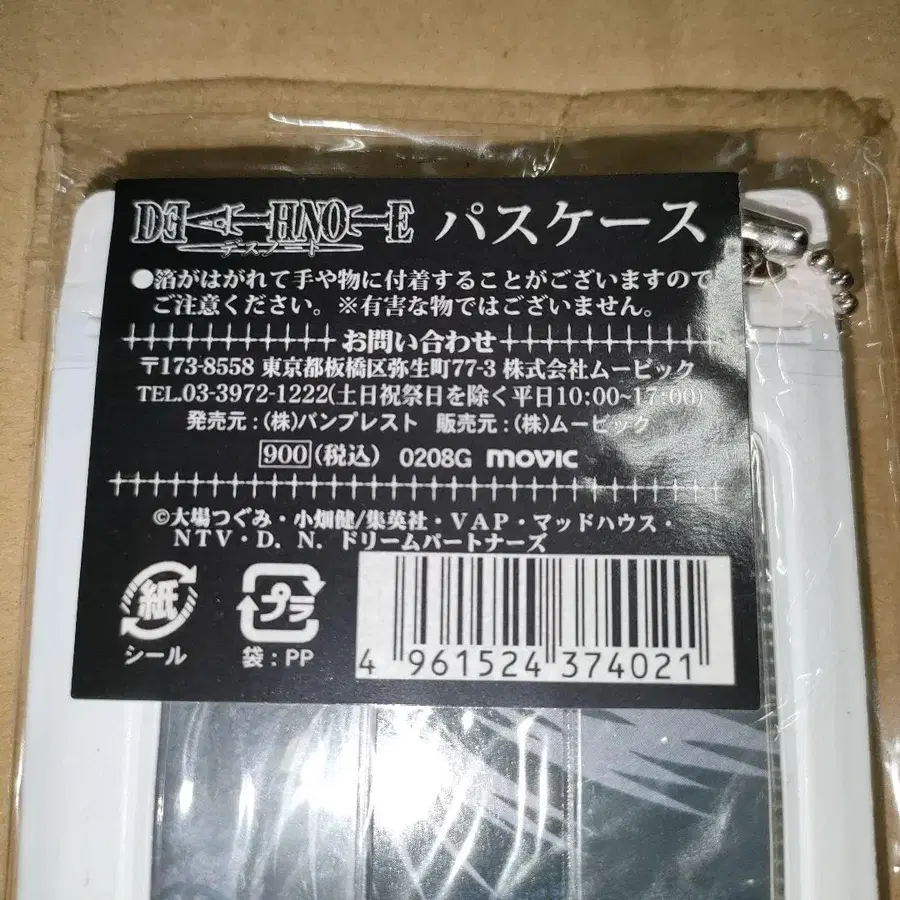 DEATH NOTE パスケース
デスノート
●箔がはがれて手や物に付着することがございますので
ご注意ください。※有害な物ではございません。
お問い合わせ
〒173-8558 東京都板橋区弥生町77-3 株式会社ムービック
TEL.03-3972-1222(土日祝祭日を除く平日10:00~17:00)
発売元:(株)バンプレスト 販売元:(株)ムービック
900(税込) 0208G movic
©大場つぐみ・小畑健/集英社・VAP・マッドハウス・
NTV・D.N.ドリームパートナーズ
紙 プラ
シール 袋:PP
4 961524 374021